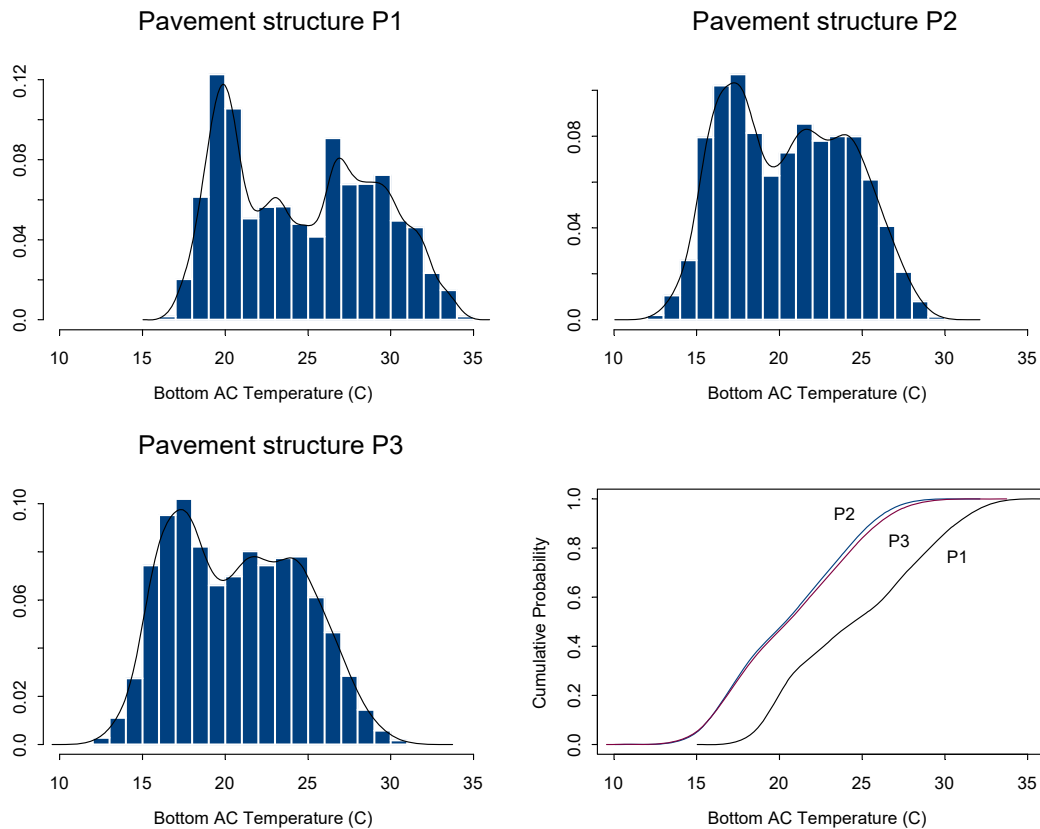 Pavement structure P1
0.12
0.08
0.04
0.0
10 15 20 25 30 35
Bottom AC Temperature (C)
Pavement structure P2
0.08
0.04
0.0
10 15 20 25 30 35
Bottom AC Temperature (C)
Pavement structure P3
0.10
0.06
0.02
0.0
10 15 20 25 30 35
Bottom AC Temperature (C)
Cumulative Probability
1.0
0.8
0.6
0.4
0.2
0.0
P2
P3
P1
10 15 20 25 30 35
Bottom AC Temperature (C)